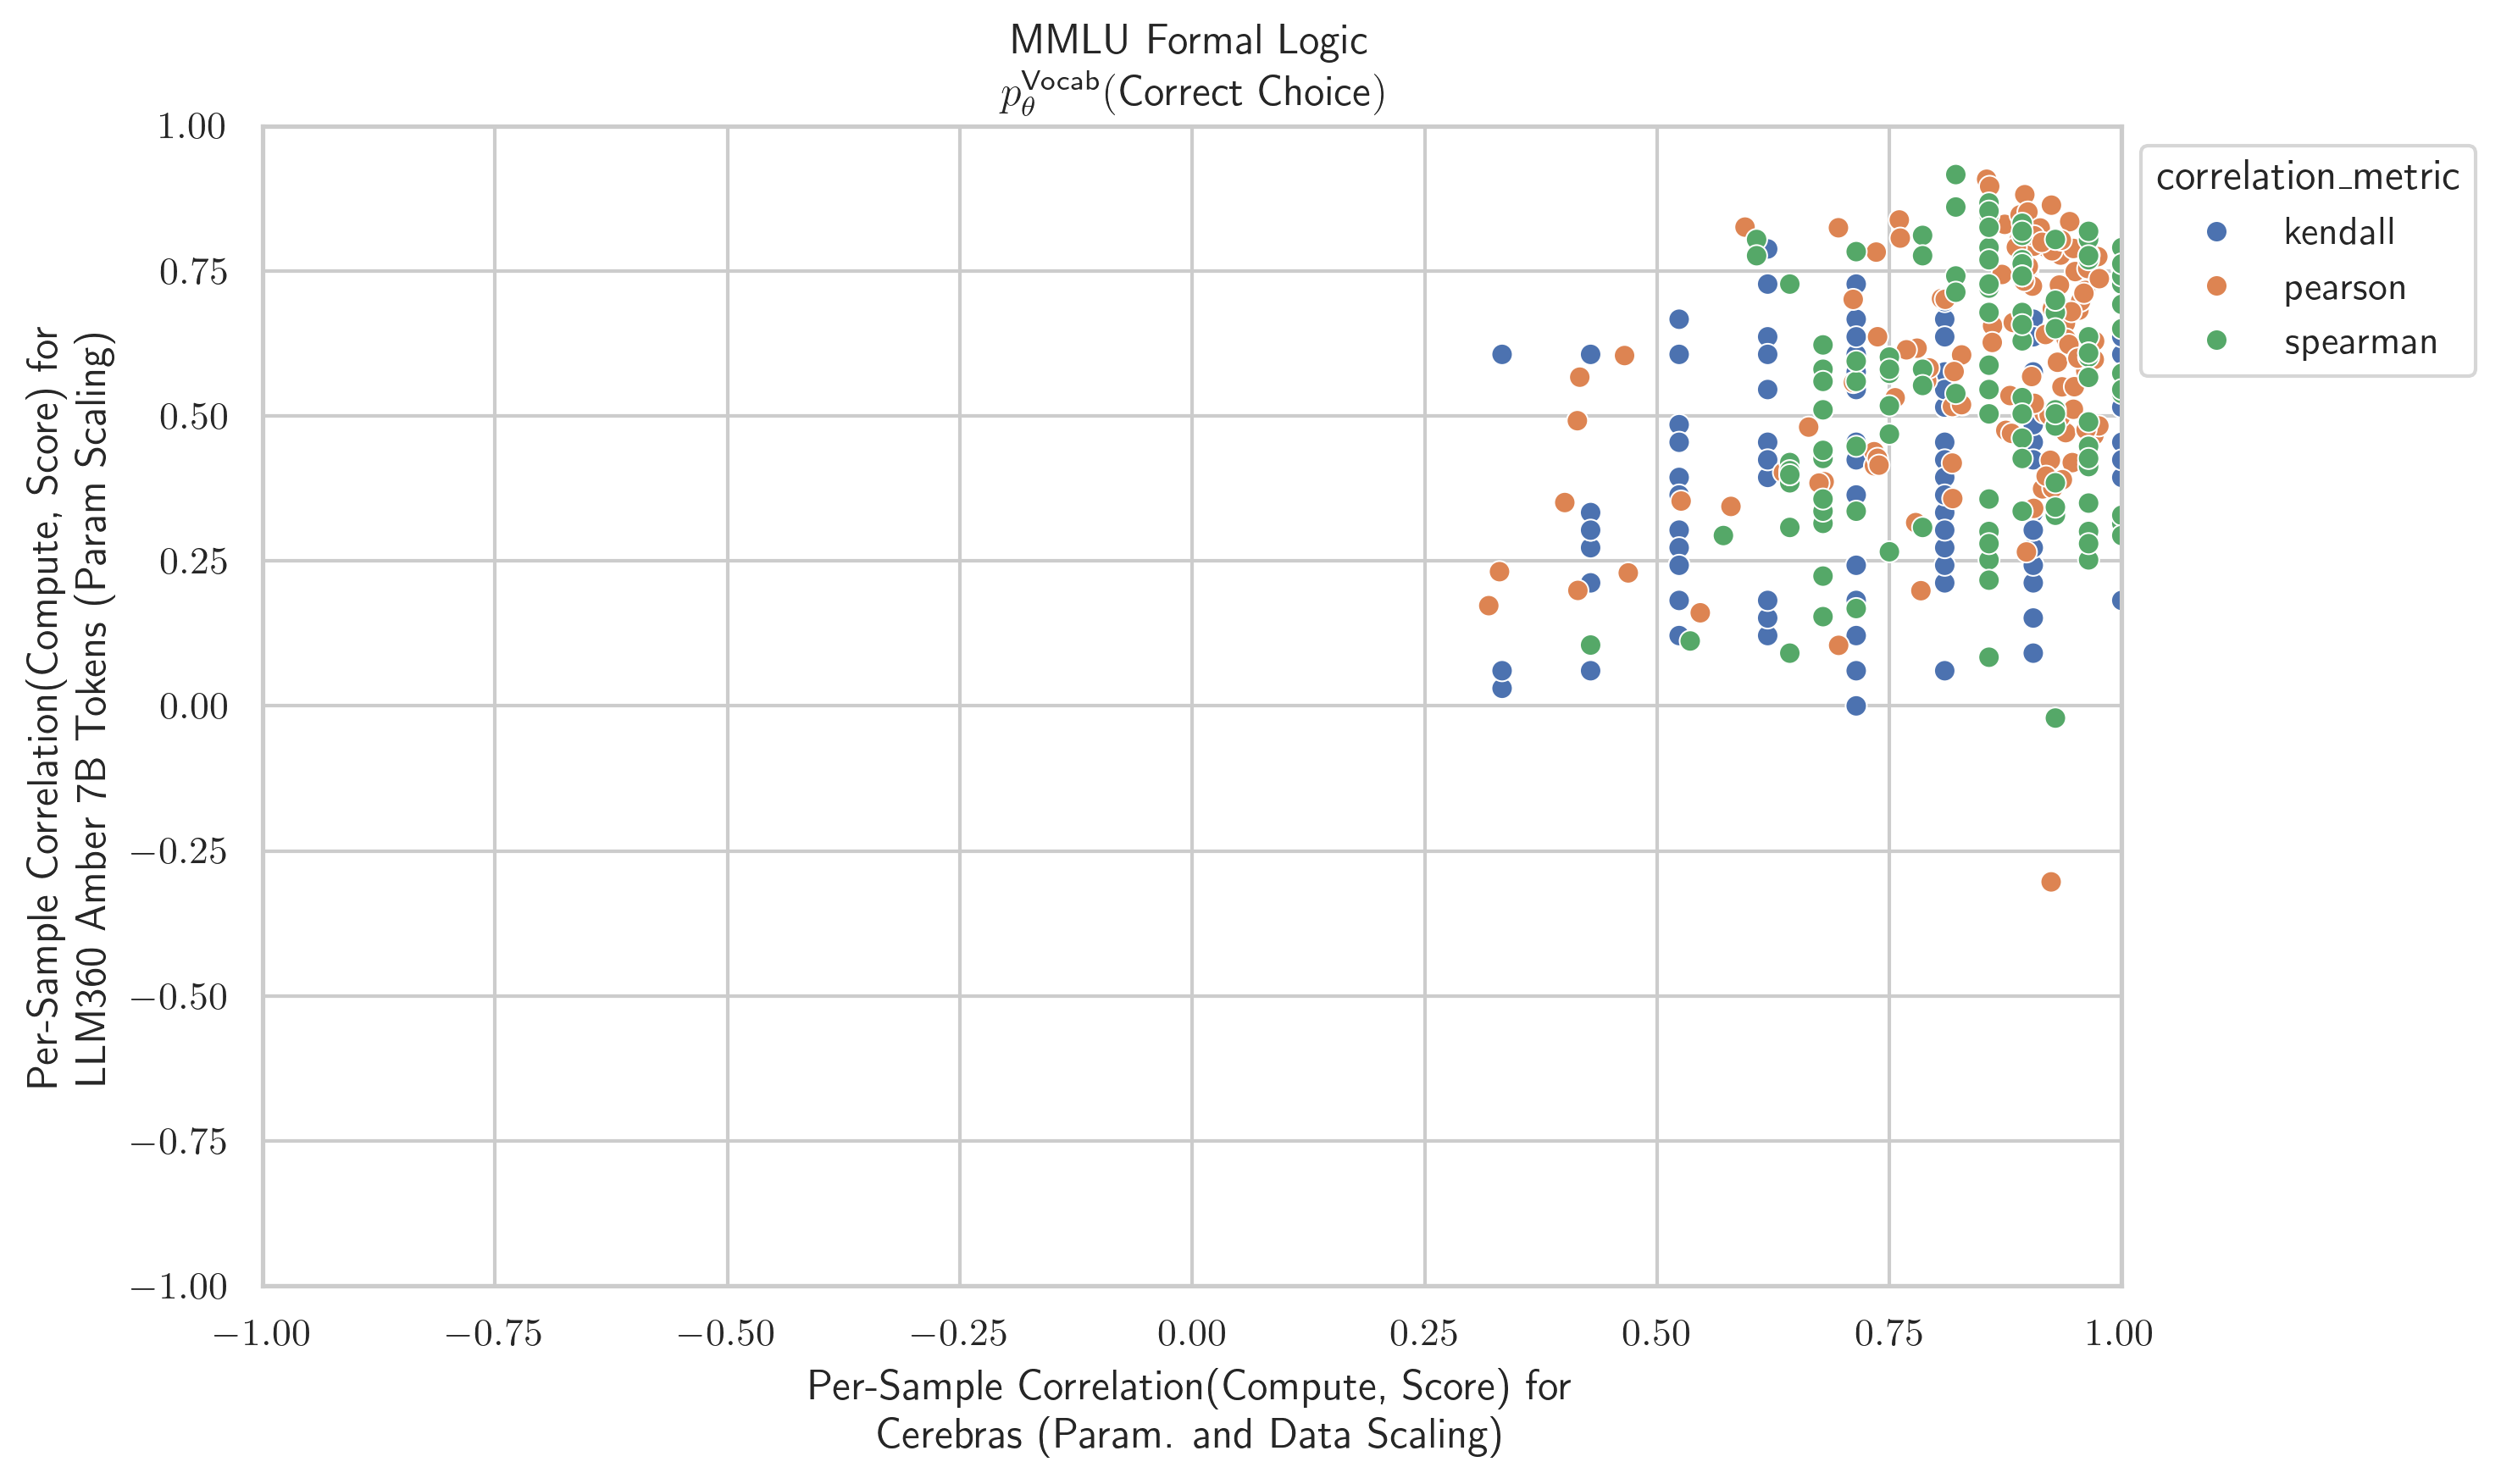 MMLU Formal Logic
p_θ^Vocab(Correct Choice)
1.00
0.75
0.50
0.25
0.00
−0.25
−0.50
−0.75
−1.00
Per-Sample Correlation(Compute, Score) for
LLM360 Amber 7B Tokens (Param Scaling)
−1.00
−0.75
−0.50
−0.25
0.00
0.25
0.50
0.75
1.00
Per-Sample Correlation(Compute, Score) for
Cerebras (Param. and Data Scaling)
correlation_metric
kendall
pearson
spearman